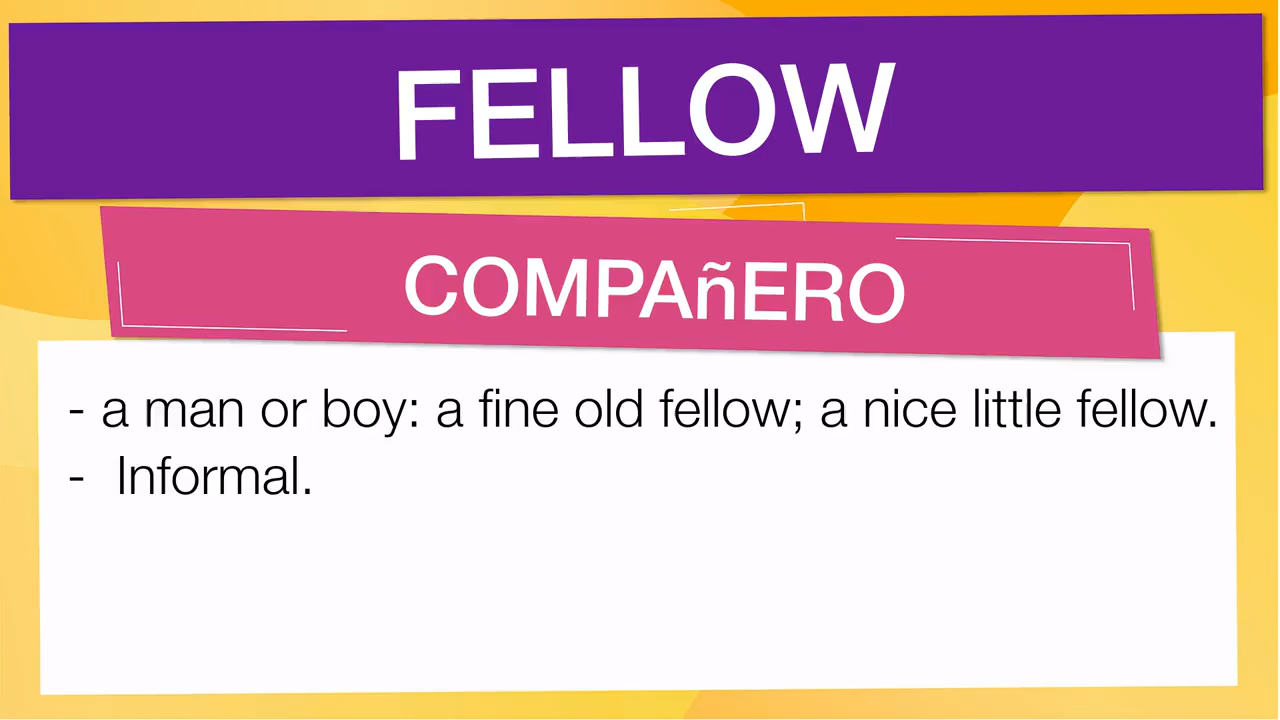 FELLOW
COMPAñERO
- a man or boy: a fine old fellow; a nice little fellow.
- Informal.